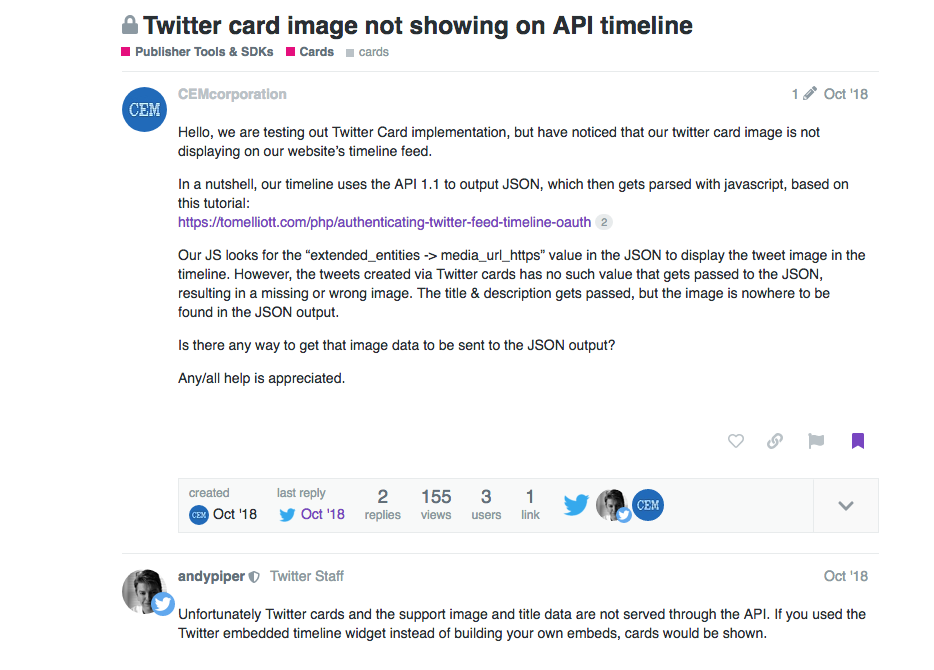 Twitter card image not showing on API timeline
Publisher Tools & SDKs Cards cards
CEM
CEMcorporation 1 Oct '18
Hello, we are testing out Twitter Card implementation, but have noticed that our twitter card image is not
displaying on our website's timeline feed.
In a nutshell, our timeline uses the API 1.1 to output JSON, which then gets parsed with javascript, based on
this tutorial:
https://tomelliott.com/php/authenticating-twitter-feed-timeline-oauth 2
Our JS looks for the “extended_entities -> media_url_https” value in the JSON to display the tweet image in the
timeline. However, the tweets created via Twitter cards has no such value that gets passed to the JSON,
resulting in a missing or wrong image. The title & description gets passed, but the image is nowhere to be
found in the JSON output.
Is there any way to get that image data to be sent to the JSON output?
Any/all help is appreciated.
created last reply 2 155 3 1
CEM Oct '18 Oct '18 replies views users link CEM
andypiper Twitter Staff Oct '18
Unfortunately Twitter cards and the support image and title data are not served through the API. If you used the
Twitter embedded timeline widget instead of building your own embeds, cards would be shown.